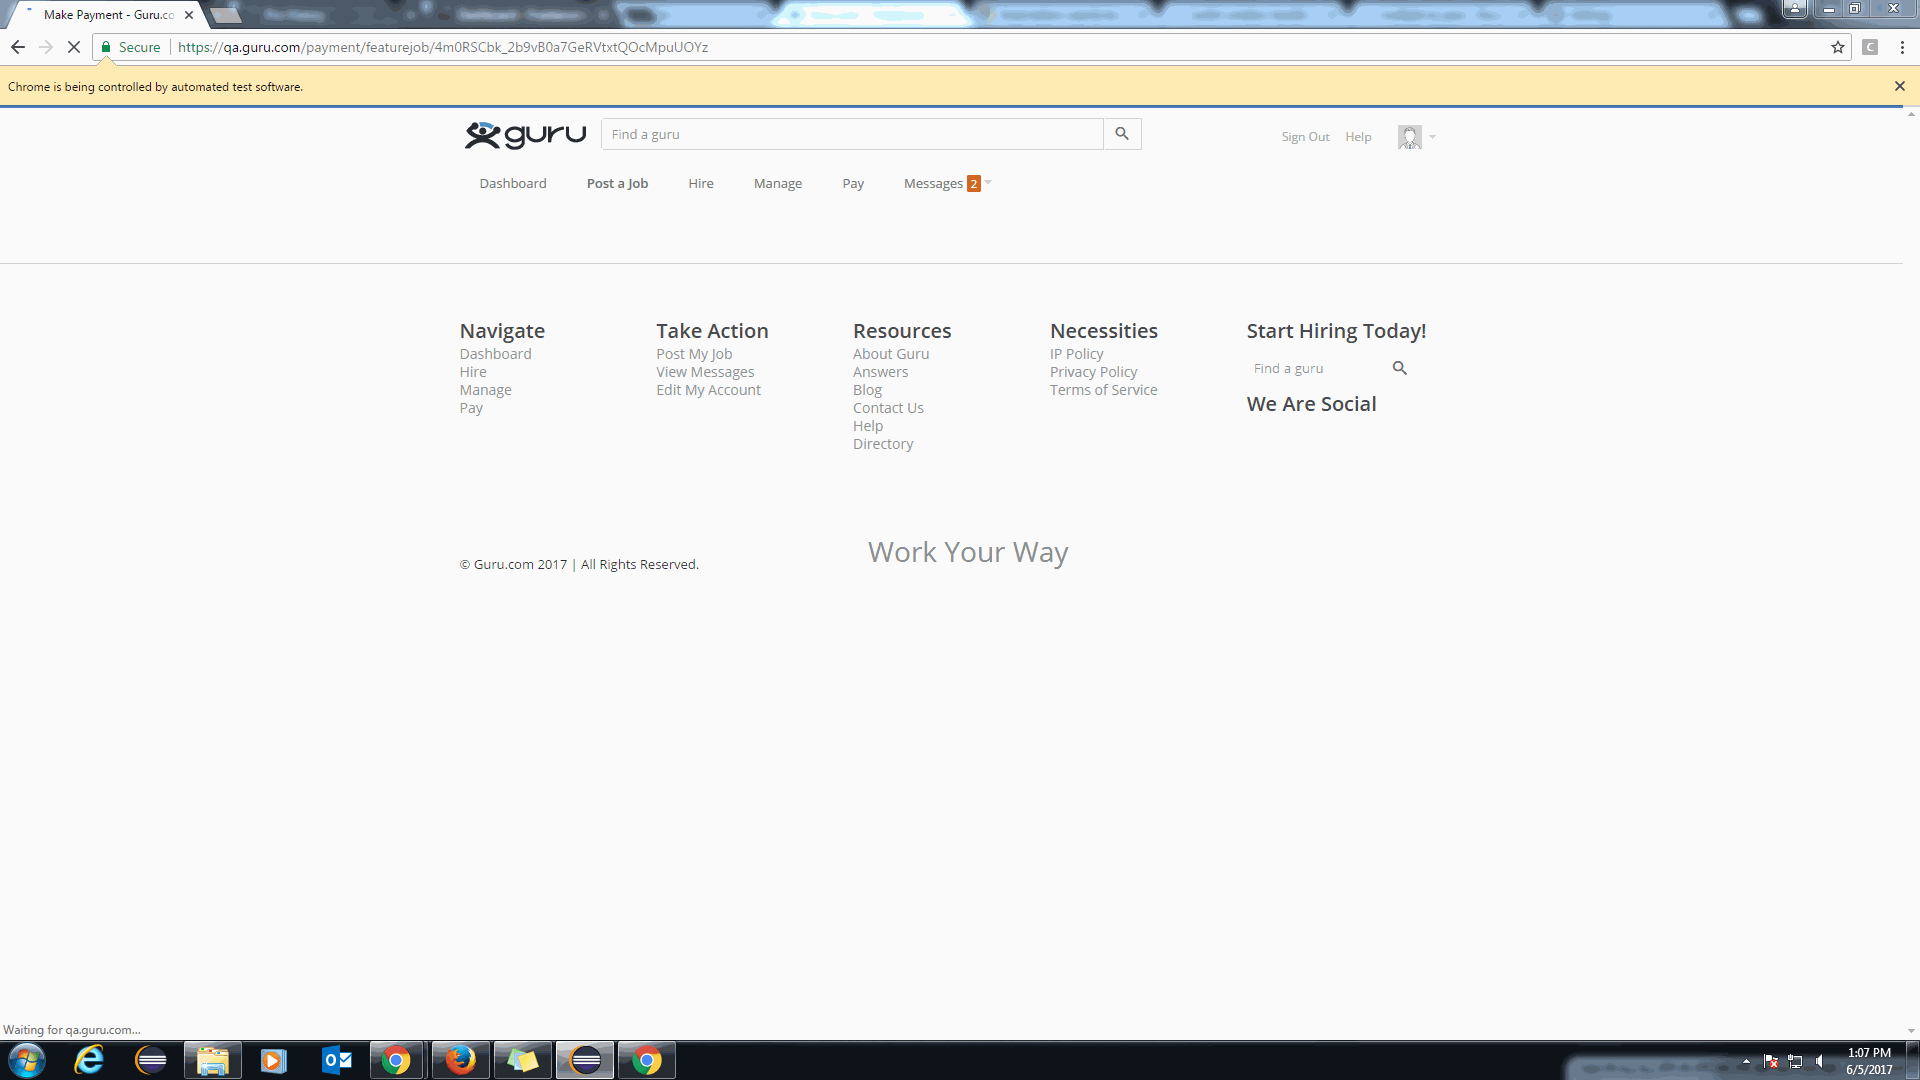 Make Payment - Guru.co
Secure https://qa.guru.com/payment/featurejob/4m0RSCbk_2b9vB0a7GeRVtxtQOcMpuUOYz
C
Chrome is being controlled by automated test software.
guru
Find a guru
Sign Out Help
Dashboard Post a Job Hire Manage Pay Messages 2
Navigate Take Action Resources Necessities Start Hiring Today!
Dashboard Post My Job About Guru IP Policy
Hire View Messages Answers Privacy Policy Find a guru
Manage Edit My Account Blog Terms of Service
Pay Contact Us We Are Social
Help
Directory
© Guru.com 2017 | All Rights Reserved.
Work Your Way
Waiting for qa.guru.com...
1:07 PM
6/5/2017